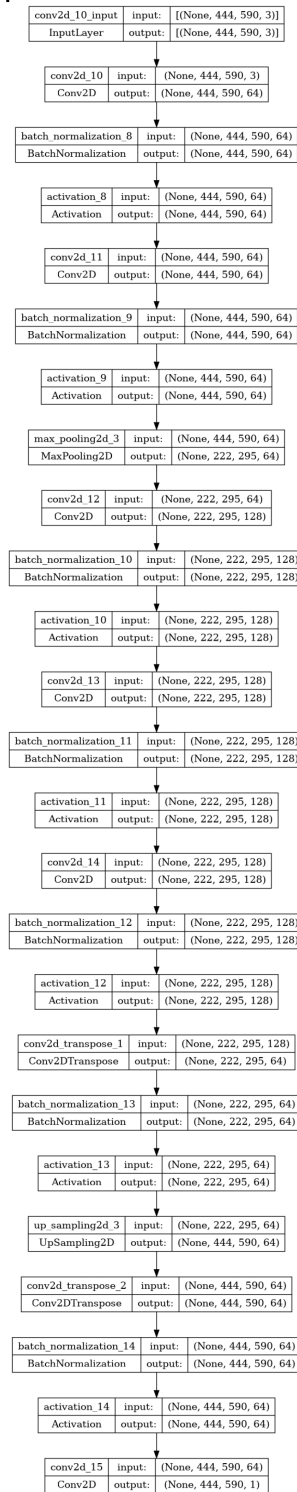 conv2d_10_input input: [(None, 444, 590, 3)]
InputLayer output: [(None, 444, 590, 3)]
conv2d_10 input: (None, 444, 590, 3)
Conv2D output: (None, 444, 590, 64)
batch_normalization_8 input: (None, 444, 590, 64)
BatchNormalization output: (None, 444, 590, 64)
activation_8 input: (None, 444, 590, 64)
Activation output: (None, 444, 590, 64)
conv2d_11 input: (None, 444, 590, 64)
Conv2D output: (None, 444, 590, 64)
batch_normalization_9 input: (None, 444, 590, 64)
BatchNormalization output: (None, 444, 590, 64)
activation_9 input: (None, 444, 590, 64)
Activation output: (None, 444, 590, 64)
max_pooling2d_3 input: (None, 444, 590, 64)
MaxPooling2D output: (None, 222, 295, 64)
conv2d_12 input: (None, 222, 295, 64)
Conv2D output: (None, 222, 295, 128)
batch_normalization_10 input: (None, 222, 295, 128)
BatchNormalization output: (None, 222, 295, 128)
activation_10 input: (None, 222, 295, 128)
Activation output: (None, 222, 295, 128)
conv2d_13 input: (None, 222, 295, 128)
Conv2D output: (None, 222, 295, 128)
batch_normalization_11 input: (None, 222, 295, 128)
BatchNormalization output: (None, 222, 295, 128)
activation_11 input: (None, 222, 295, 128)
Activation output: (None, 222, 295, 128)
conv2d_14 input: (None, 222, 295, 128)
Conv2D output: (None, 222, 295, 128)
batch_normalization_12 input: (None, 222, 295, 128)
BatchNormalization output: (None, 222, 295, 128)
activation_12 input: (None, 222, 295, 128)
Activation output: (None, 222, 295, 128)
conv2d_transpose_1 input: (None, 222, 295, 128)
Conv2DTranspose output: (None, 222, 295, 64)
batch_normalization_13 input: (None, 222, 295, 64)
BatchNormalization output: (None, 222, 295, 64)
activation_13 input: (None, 222, 295, 64)
Activation output: (None, 222, 295, 64)
up_sampling2d_3 input: (None, 222, 295, 64)
UpSampling2D output: (None, 444, 590, 64)
conv2d_transpose_2 input: (None, 444, 590, 64)
Conv2DTranspose output: (None, 444, 590, 64)
batch_normalization_14 input: (None, 444, 590, 64)
BatchNormalization output: (None, 444, 590, 64)
activation_14 input: (None, 444, 590, 64)
Activation output: (None, 444, 590, 64)
conv2d_15 input: (None, 444, 590, 64)
Conv2D output: (None, 444, 590, 1)